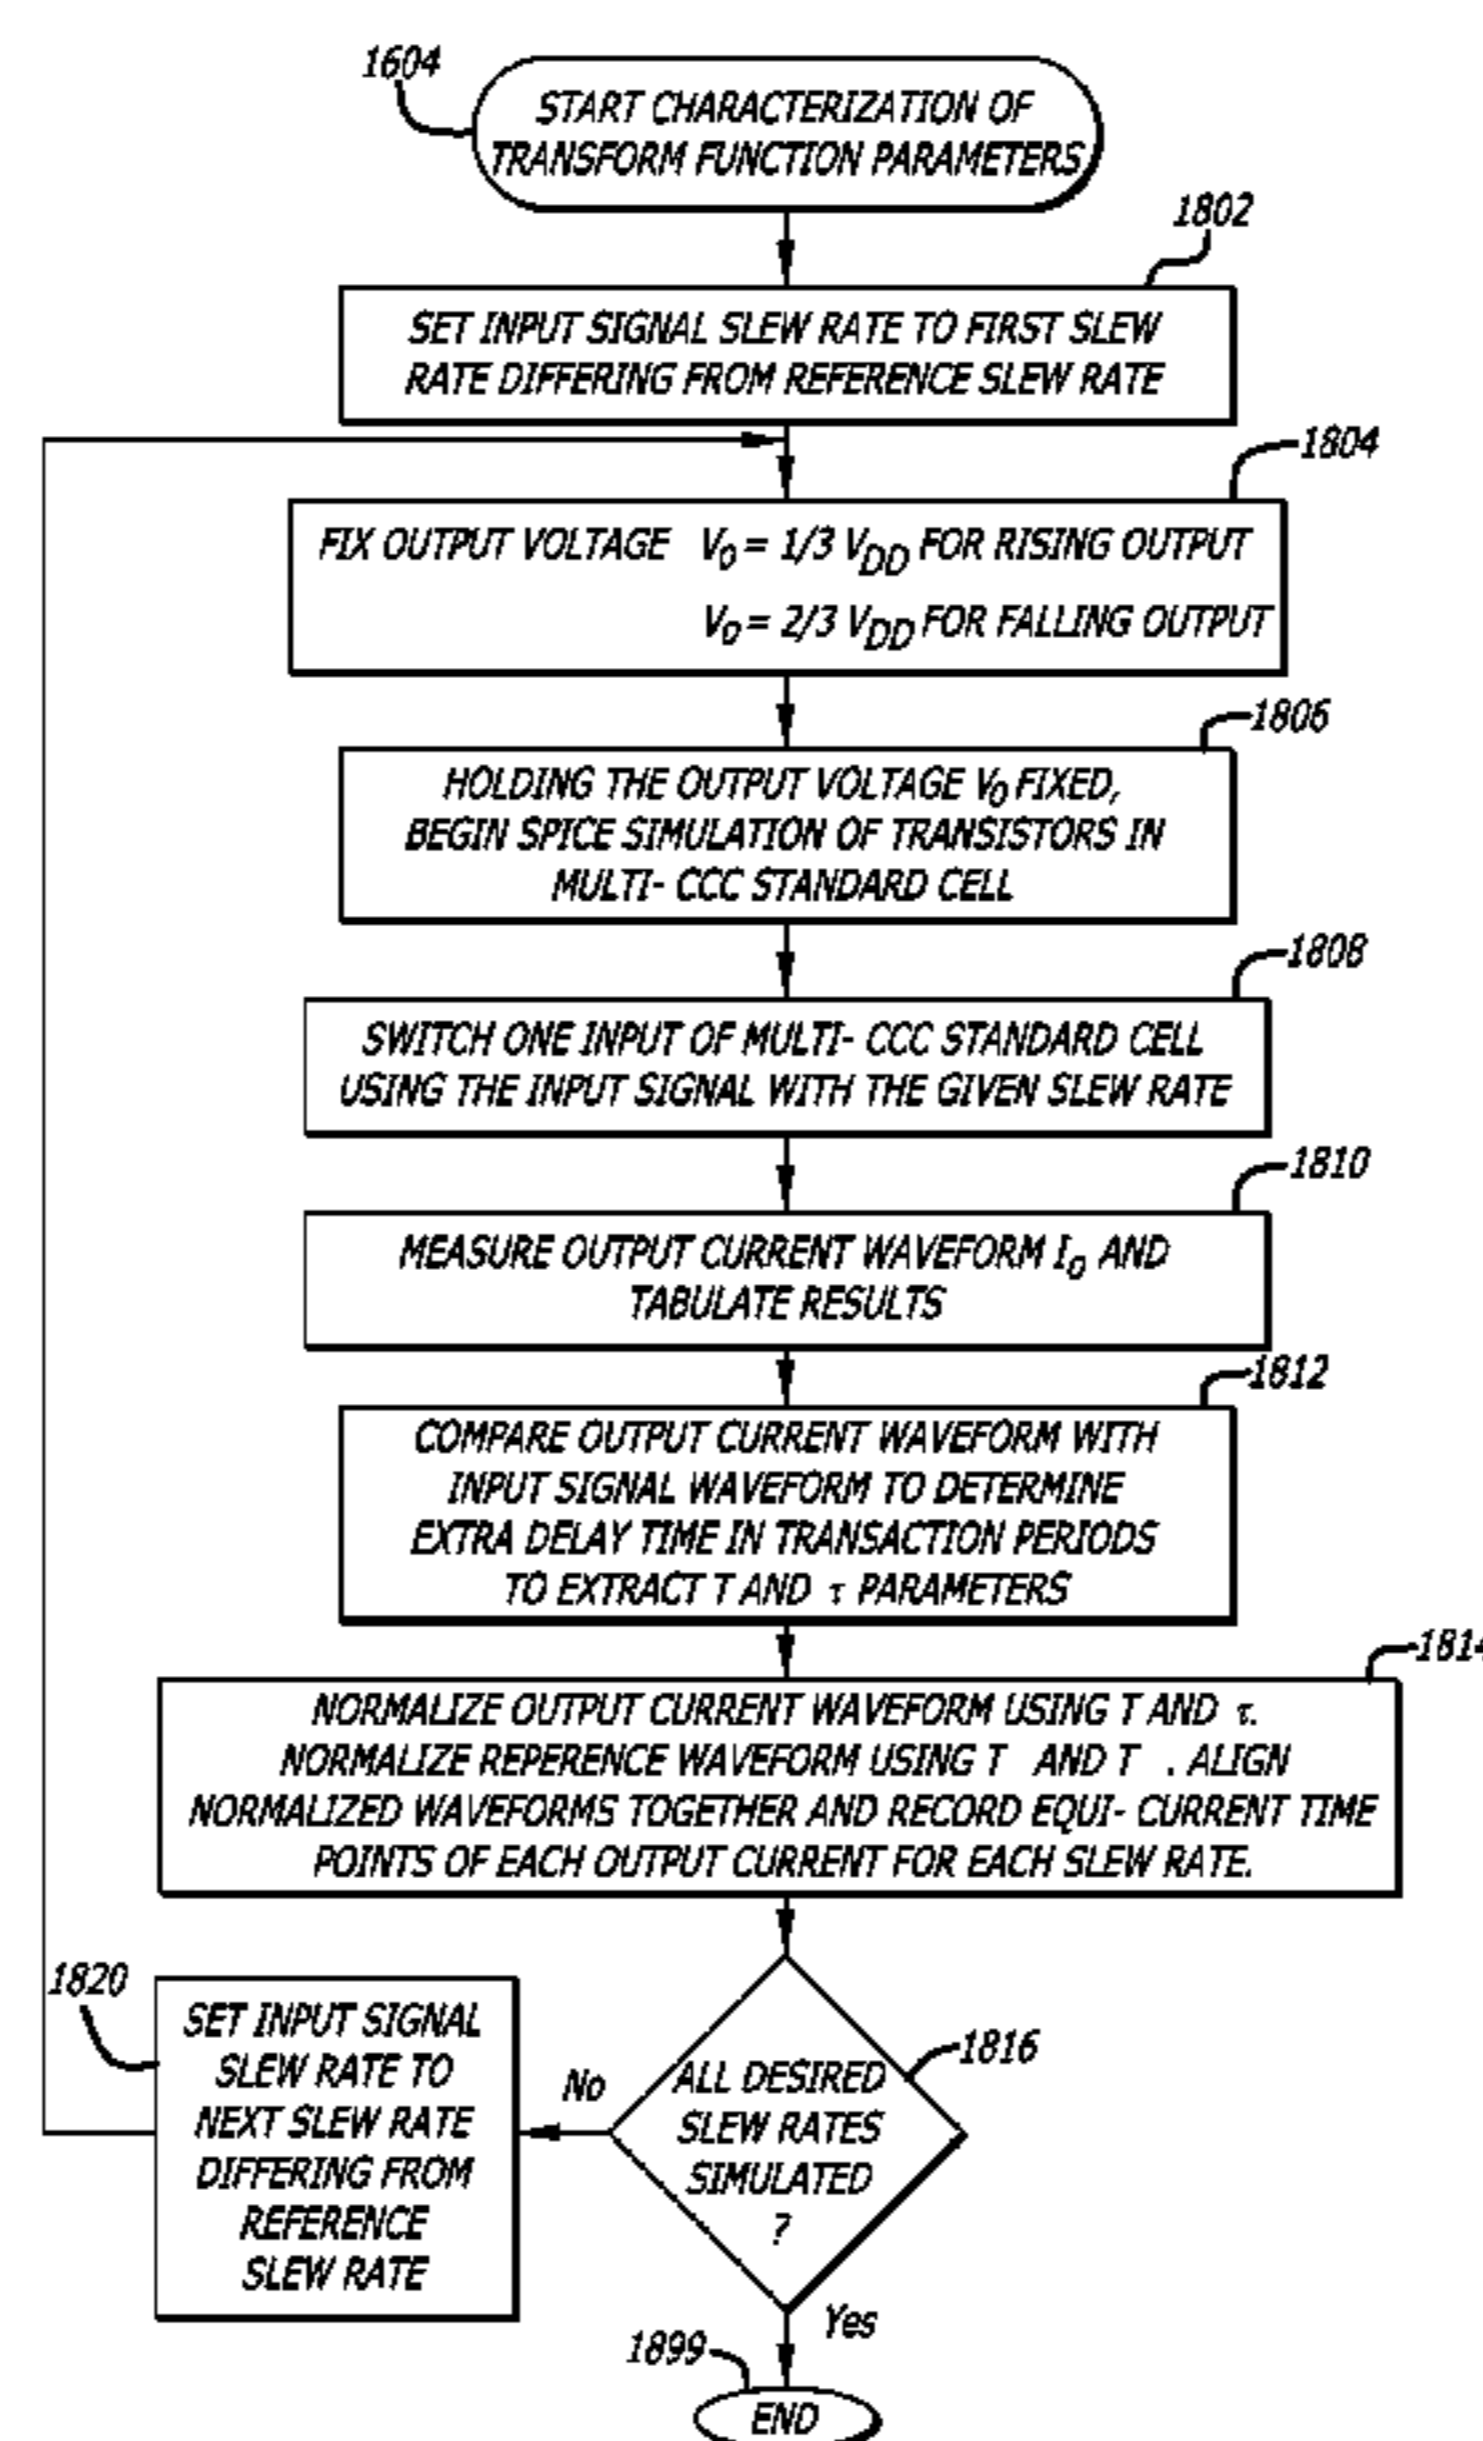 1604
START CHARACTERIZATION OF
TRANSFORM FUNCTION PARAMETERS
1802
SET INPUT SIGNAL SLEW RATE TO FIRST SLEW
RATE DIFFERING FROM REFERENCE SLEW RATE
1804
FIX OUTPUT VOLTAGE V0 = 1/3 VDD FOR RISING OUTPUT
V0 = 2/3 VDD FOR FALLING OUTPUT
1806
HOLDING THE OUTPUT VOLTAGE V0 FIXED,
BEGIN SPICE SIMULATION OF TRANSISTORS IN
MULTI- CCC STANDARD CELL
1808
SWITCH ONE INPUT OF MULTI- CCC STANDARD CELL
USING THE INPUT SIGNAL WITH THE GIVEN SLEW RATE
1810
MEASURE OUTPUT CURRENT WAVEFORM I0 AND
TABULATE RESULTS
1812
COMPARE OUTPUT CURRENT WAVEFORM WITH
INPUT SIGNAL WAVEFORM TO DETERMINE
EXTRA DELAY TIME IN TRANSACTION PERIODS
TO EXTRACT T AND τ PARAMETERS
1814
NORMALIZE OUTPUT CURRENT WAVEFORM USING T AND τ.
NORMALIZE REPERENCE WAVEFORM USING T AND T . ALIGN
NORMALIZED WAVEFORMS TOGETHER AND RECORD EQUI- CURRENT TIME
POINTS OF EACH OUTPUT CURRENT FOR EACH SLEW RATE.
1816
ALL DESIRED
SLEW RATES
SIMULATED
?
No
1820
SET INPUT SIGNAL
SLEW RATE TO
NEXT SLEW RATE
DIFFERING FROM
REFERENCE
SLEW RATE
Yes
1899
END